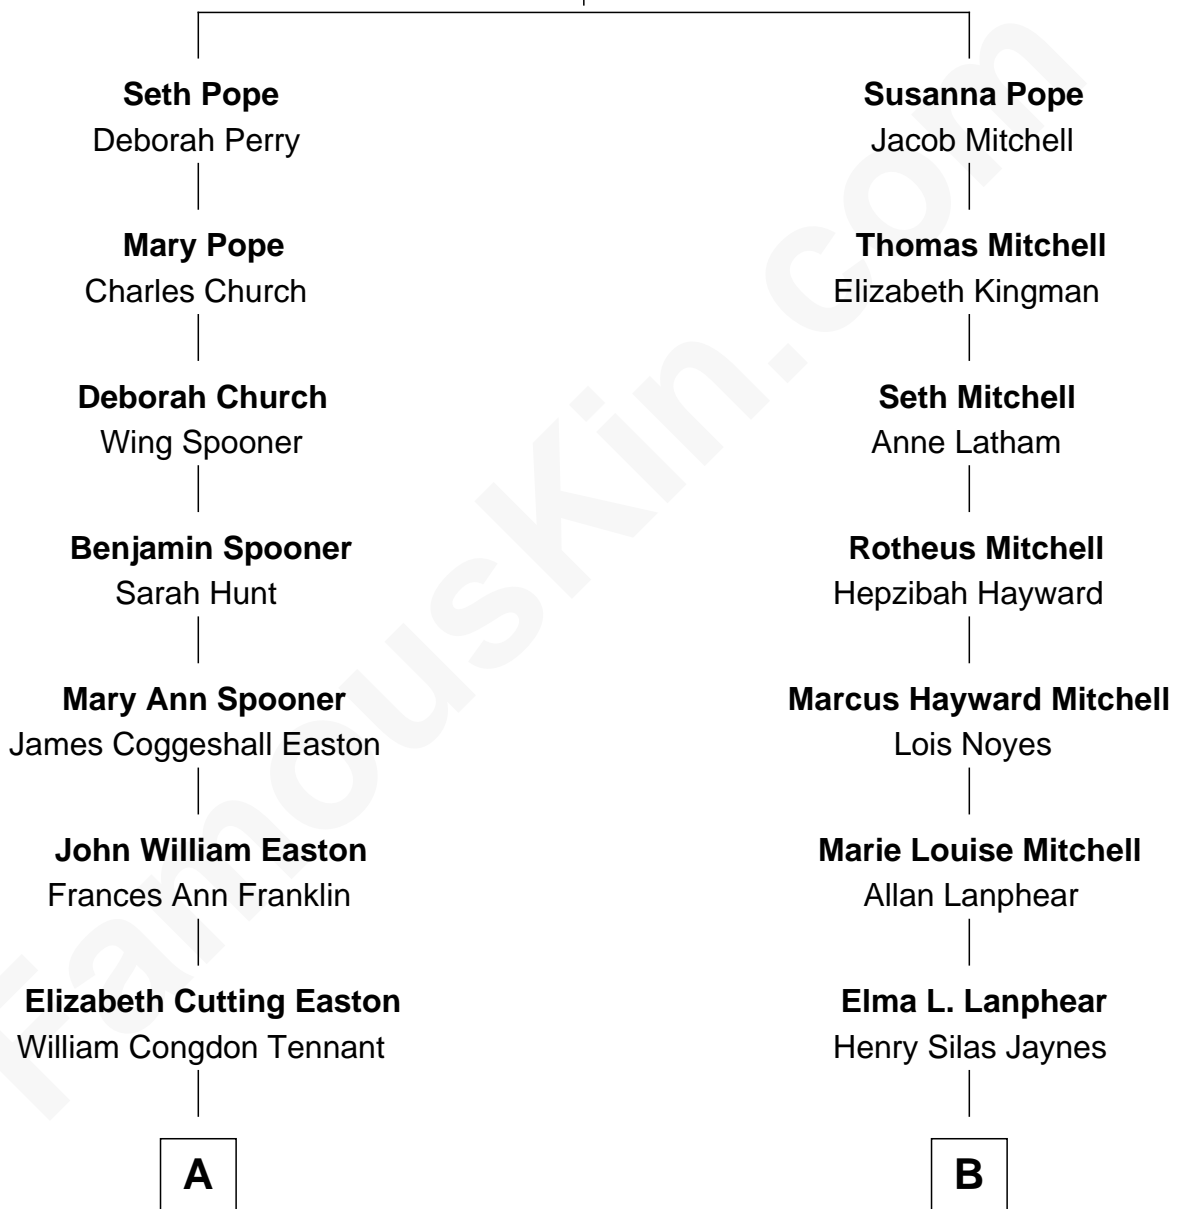 Seth Pope
Deborah Perry
Mary Pope
Charles Church
Deborah Church
Wing Spooner
Benjamin Spooner
Sarah Hunt
Mary Ann Spooner
James Coggeshall Easton
John William Easton
Frances Ann Franklin
Elizabeth Cutting Easton
William Congdon Tennant
A
Susanna Pope
Jacob Mitchell
Thomas Mitchell
Elizabeth Kingman
Seth Mitchell
Anne Latham
Rotheus Mitchell
Hepzibah Hayward
Marcus Hayward Mitchell
Lois Noyes
Marie Louise Mitchell
Allan Lanphear
Elma L. Lanphear
Henry Silas Jaynes
B
FamousKin.com